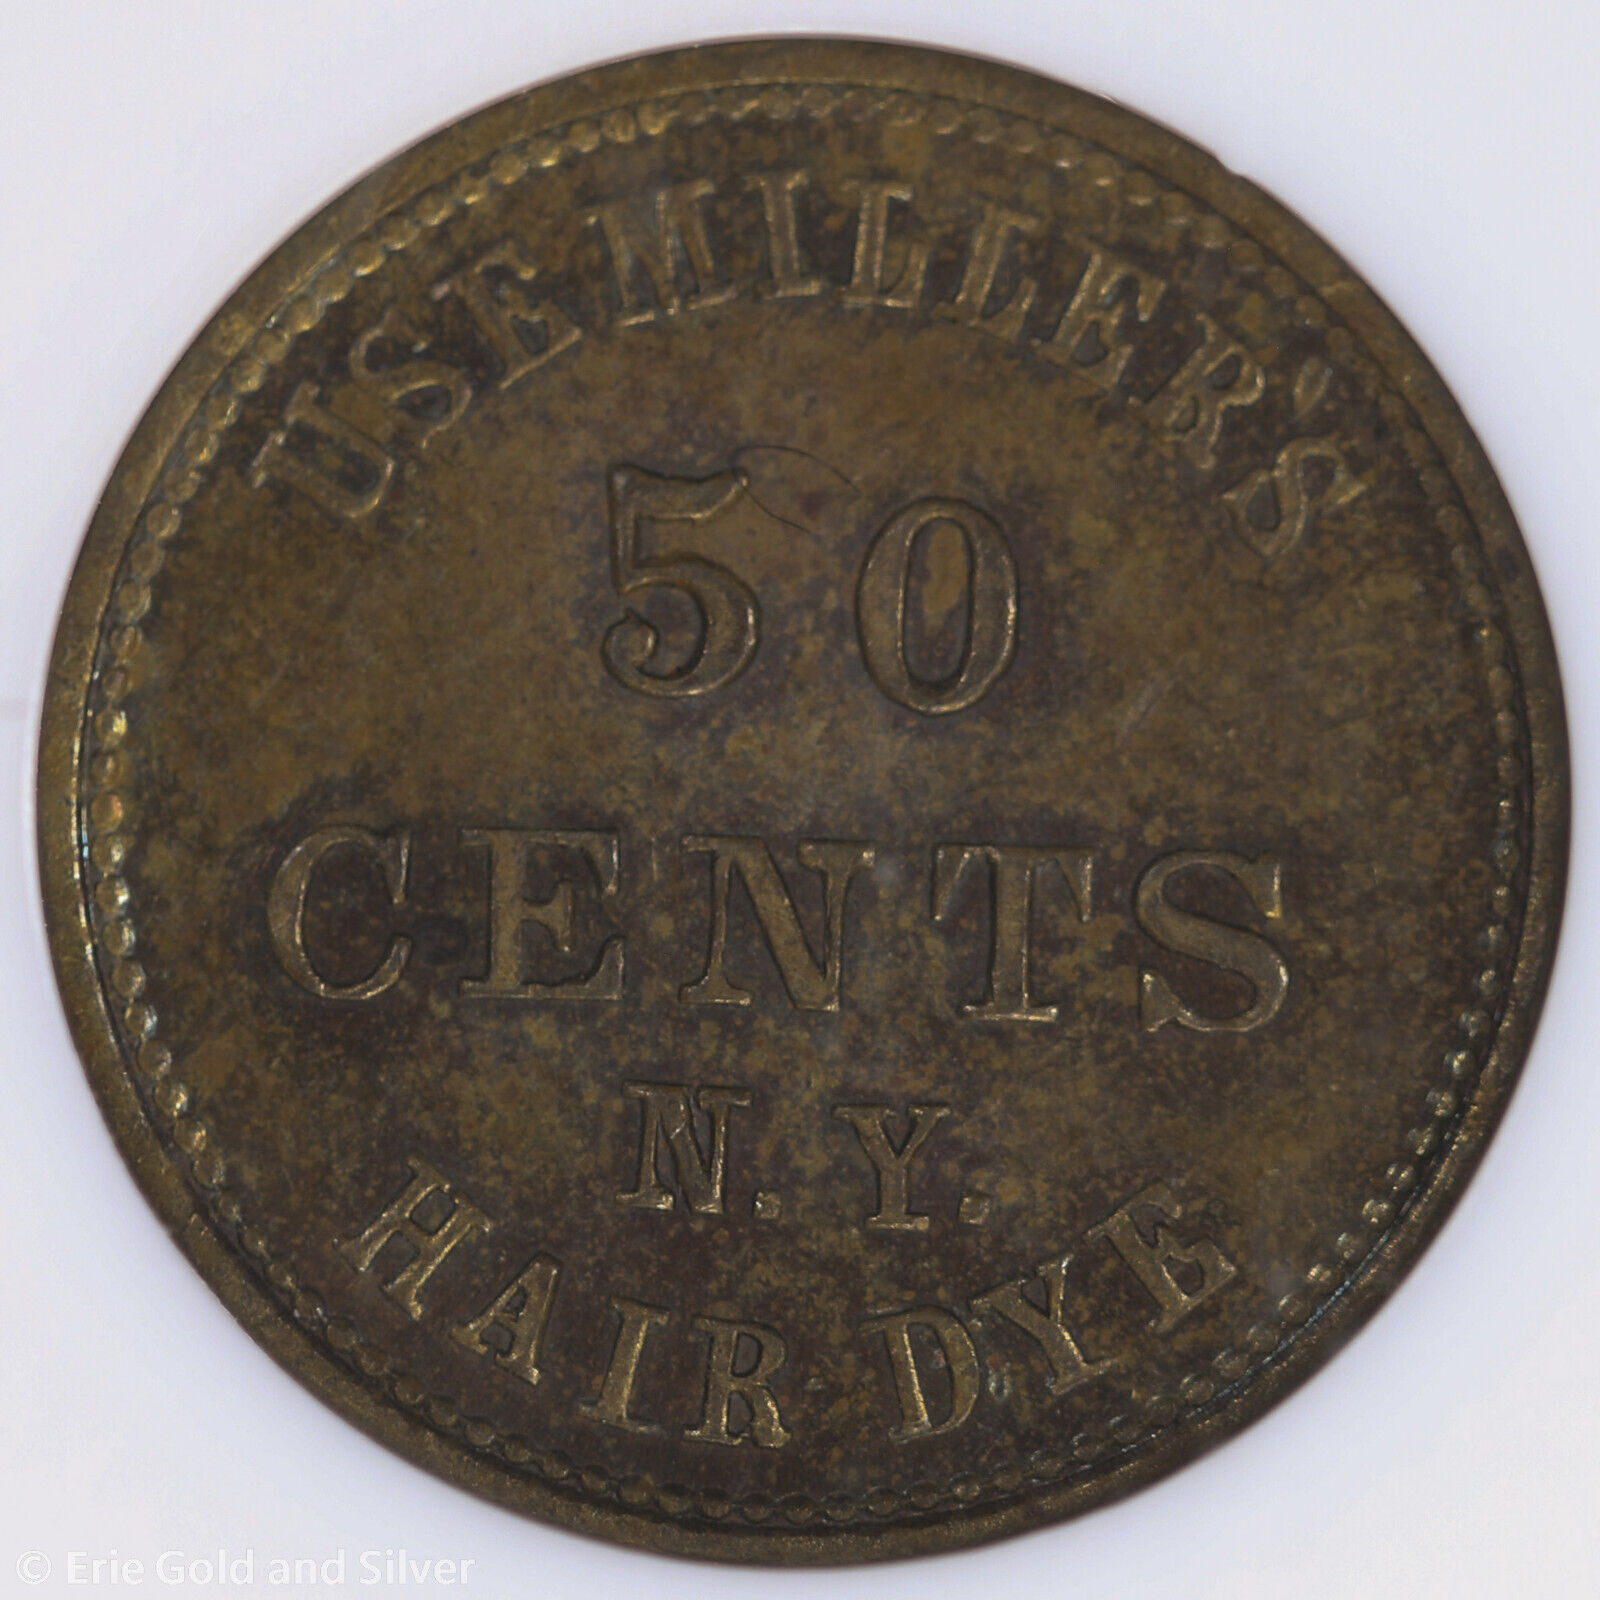 USE MILLER'S
50
CENTS
N.Y.
HAIR DYE
© Erie Gold and Silver